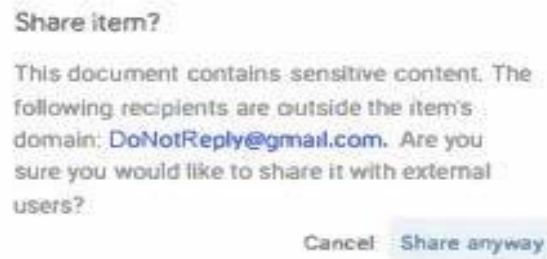 Share item?
This document contains sensitive content. The
following recipients are outside the item's
domain: DoNotReply@gmail.com. Are you
sure you would like to share it with external
users?
Cancel Share anyway